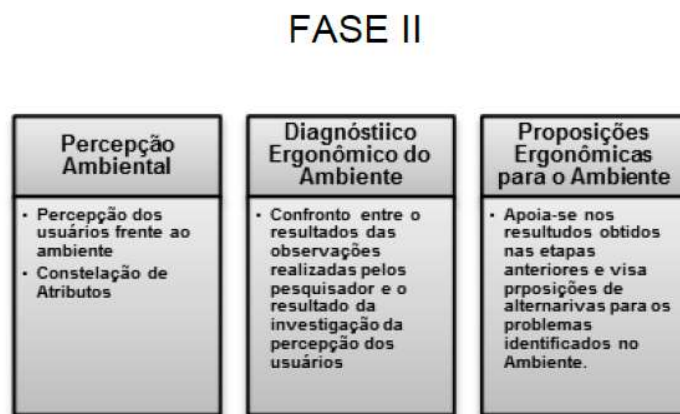 FASE II
Percepção
Ambiental
• Percepção dos
usuários frente ao
ambiente
• Constelação de
Atributos
Diagnóstiico
Ergonômico do
Ambiente
• Confronto entre o
resultados das
observações
realizadas pelos
pesquisador e o
resultado da
investigação da
percepção dos
usuários
Proposições
Ergonômicas
para o Ambiente
• Apoia-se nos
resultudos obtidos
nas etapas
anteriores e visa
prposições de
alternarivas para os
problemas
identificados no
Ambiente.